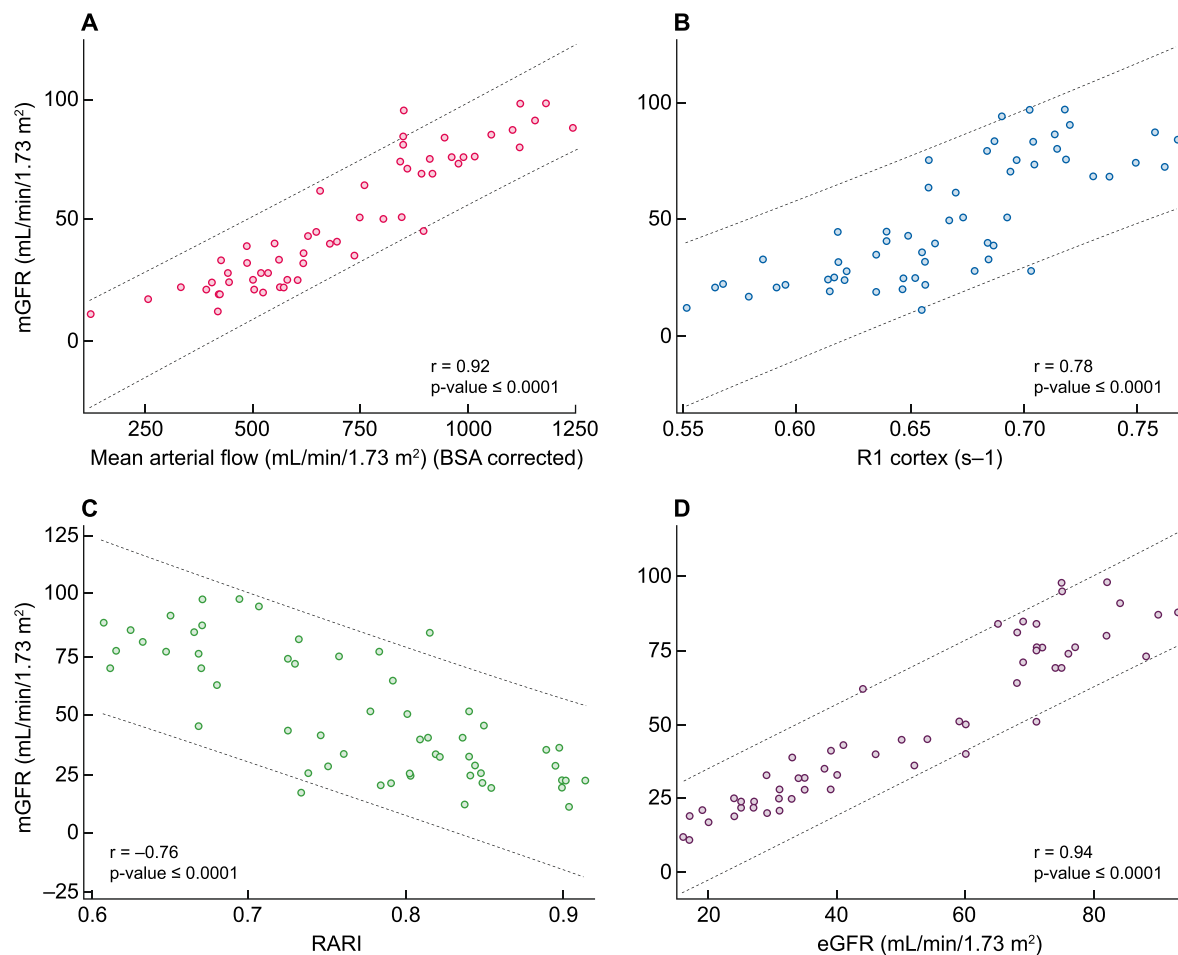 A
mGFR (mL/min/1.73 m²)
100
50
0
r = 0.92
p-value ≤ 0.0001
250 500 750 1000 1250
Mean arterial flow (mL/min/1.73 m²) (BSA corrected)
B
100
50
0
r = 0.78
p-value ≤ 0.0001
0.55 0.60 0.65 0.70 0.75
R1 cortex (s–1)
C
mGFR (mL/min/1.73 m²)
125
100
75
50
25
0
–25
r = –0.76
p-value ≤ 0.0001
0.6 0.7 0.8 0.9
RARI
D
100
75
50
25
0
r = 0.94
p-value ≤ 0.0001
20 40 60 80
eGFR (mL/min/1.73 m²)